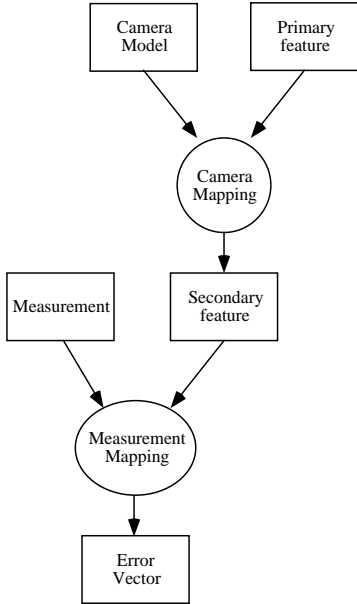 Camera
Model
Primary
feature
Camera
Mapping
Measurement
Secondary
feature
Measurement
Mapping
Error
Vector